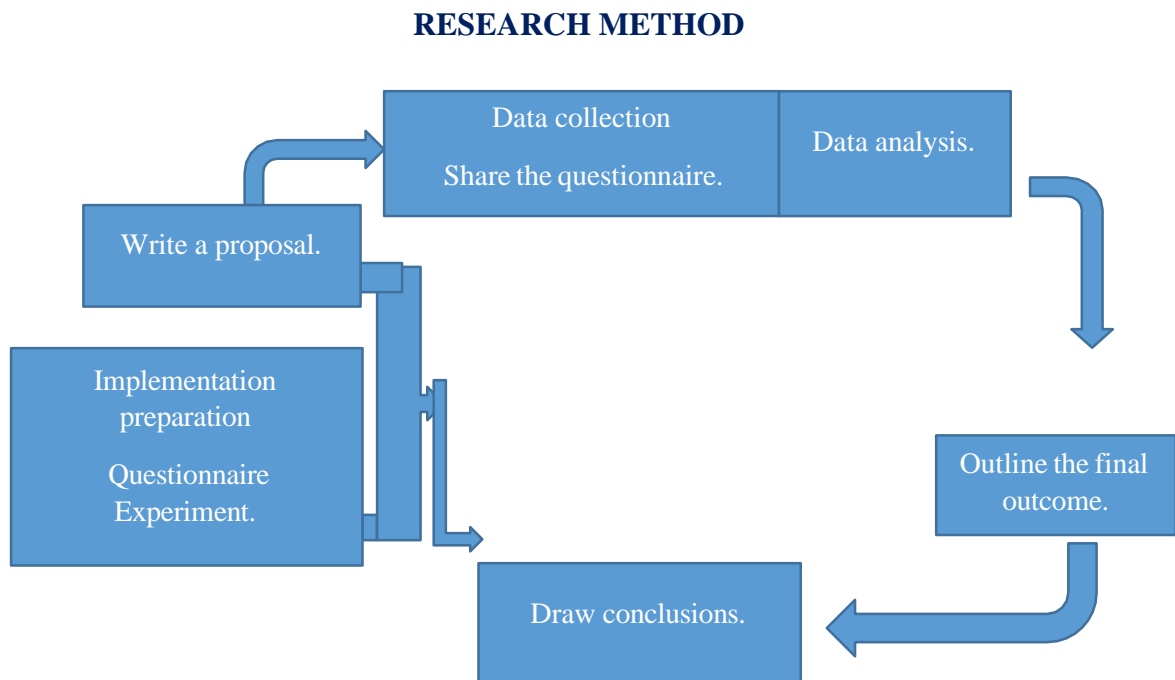 RESEARCH METHOD
Data collection
Share the questionnaire.
Data analysis.
Write a proposal.
Implementation
preparation
Questionnaire
Experiment.
Outline the final
outcome.
Draw conclusions.